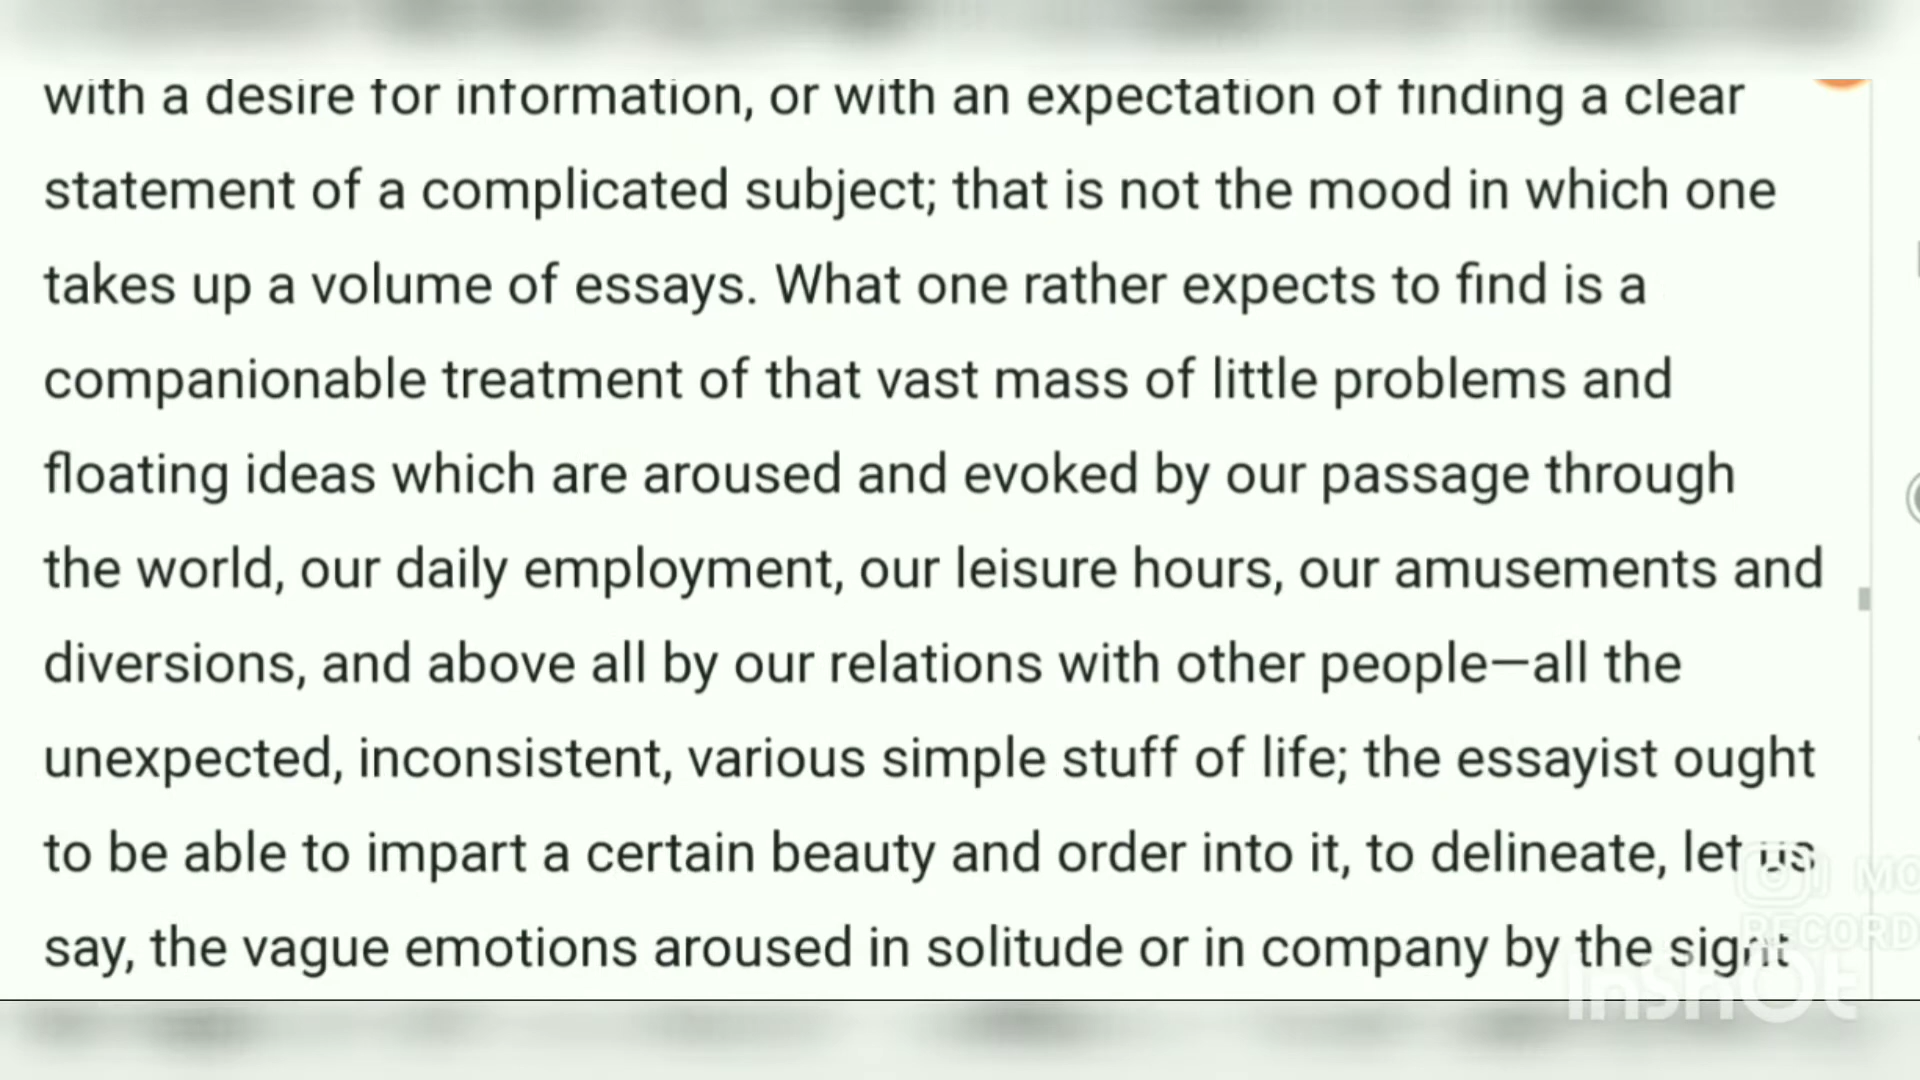 with a desire for information, or with an expectation of finding a clear
statement of a complicated subject; that is not the mood in which one
takes up a volume of essays. What one rather expects to find is a
companionable treatment of that vast mass of little problems and
floating ideas which are aroused and evoked by our passage through
the world, our daily employment, our leisure hours, our amusements and
diversions, and above all by our relations with other people—all the
unexpected, inconsistent, various simple stuff of life; the essayist ought
to be able to impart a certain beauty and order into it, to delineate, let us
say, the vague emotions aroused in solitude or in company by the sight
RECORD
InShOt